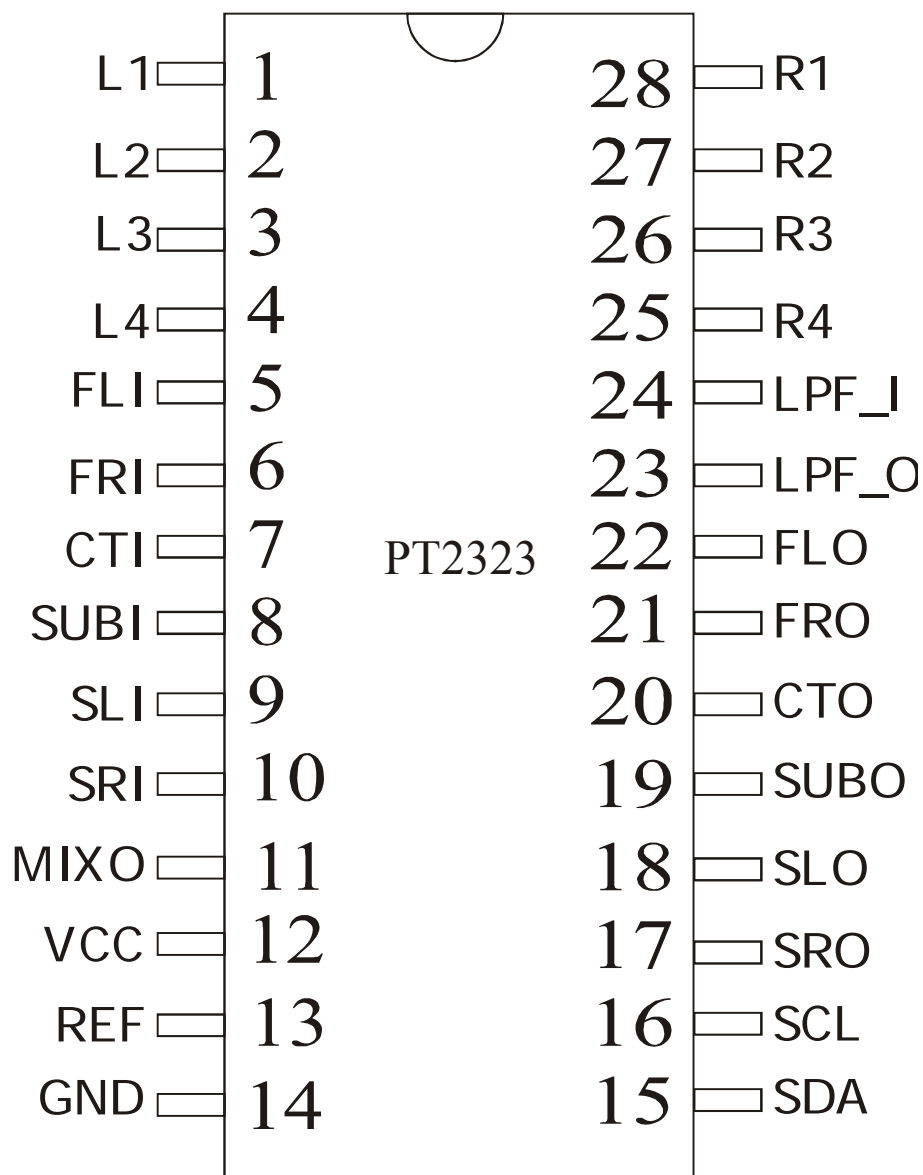 L1 1 28 R1
L2 2 27 R2
L3 3 26 R3
L4 4 25 R4
FLI 5 24 LPF_I
FRI 6 23 LPF_O
CTI 7 PT2323 22 FLO
SUBI 8 21 FRO
SLI 9 20 CTO
SRI 10 19 SUBO
MIXO 11 18 SLO
VCC 12 17 SRO
REF 13 16 SCL
GND 14 15 SDA